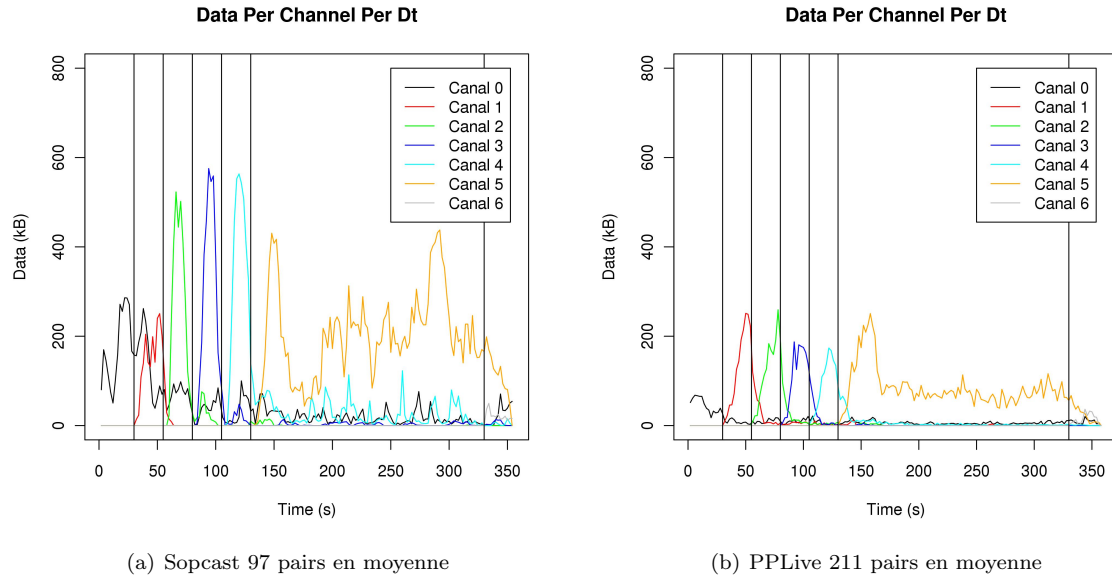 Data Per Channel Per Dt
Data (kB)
800
600
400
200
0
Canal 0
Canal 1
Canal 2
Canal 3
Canal 4
Canal 5
Canal 6
0 50 100 150 200 250 300 350
Time (s)
(a) Sopcast 97 pairs en moyenne
Data Per Channel Per Dt
Data (kB)
800
600
400
200
0
Canal 0
Canal 1
Canal 2
Canal 3
Canal 4
Canal 5
Canal 6
0 50 100 150 200 250 300 350
Time (s)
(b) PPLive 211 pairs en moyenne